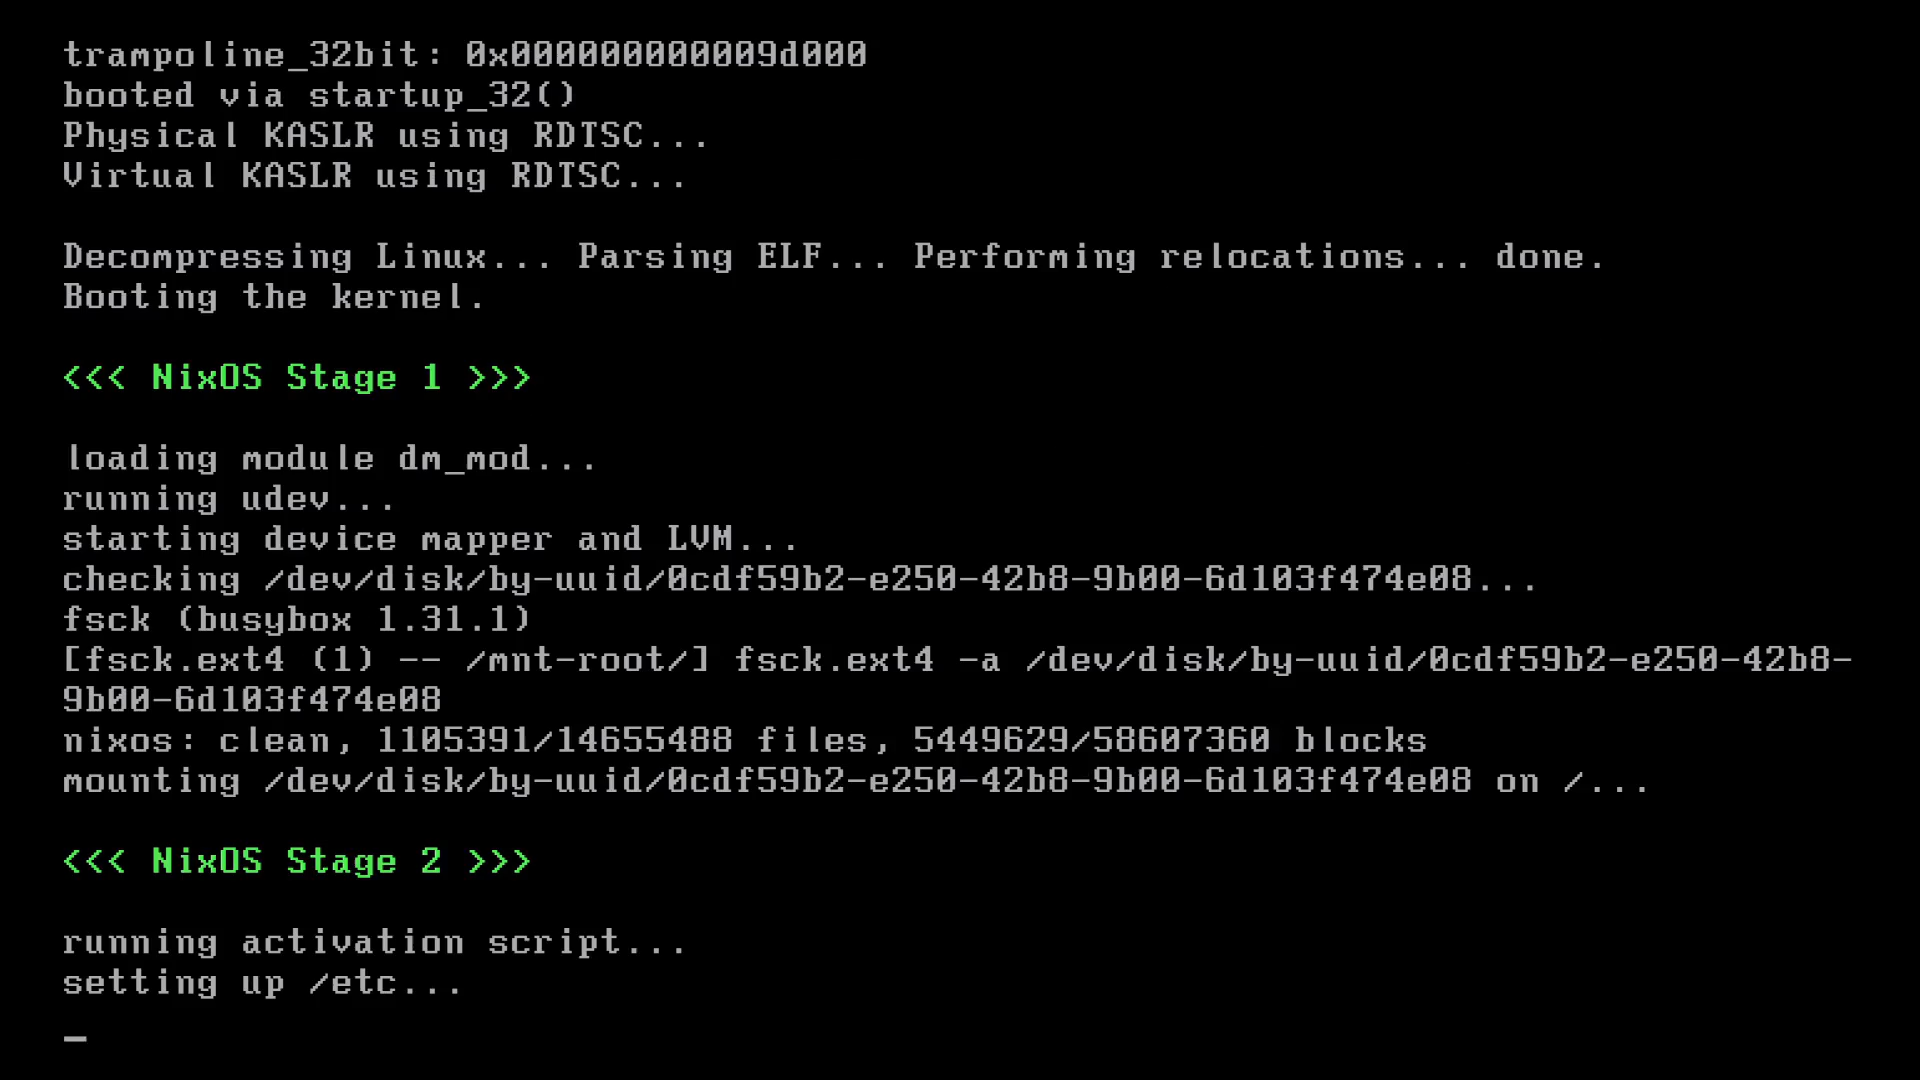 trampoline_32bit: 0x000000000009d000
booted via startup_32()
Physical KASLR using RDTSC...
Virtual KASLR using RDTSC...
Decompressing Linux... Parsing ELF... Performing relocations... done.
Booting the kernel.
<<< NixOS Stage 1 >>>
loading module dm_mod...
running udev...
starting device mapper and LVM...
checking /dev/disk/by-uuid/0cdf59b2-e250-42b8-9b00-6d103f474e08...
fsck (busybox 1.31.1)
[fsck.ext4 (1) -- /mnt-root/] fsck.ext4 -a /dev/disk/by-uuid/0cdf59b2-e250-42b8-
9b00-6d103f474e08
nixos: clean, 1105391/14655488 files, 5449629/58607360 blocks
mounting /dev/disk/by-uuid/0cdf59b2-e250-42b8-9b00-6d103f474e08 on /...
<<< NixOS Stage 2 >>>
running activation script...
setting up /etc...